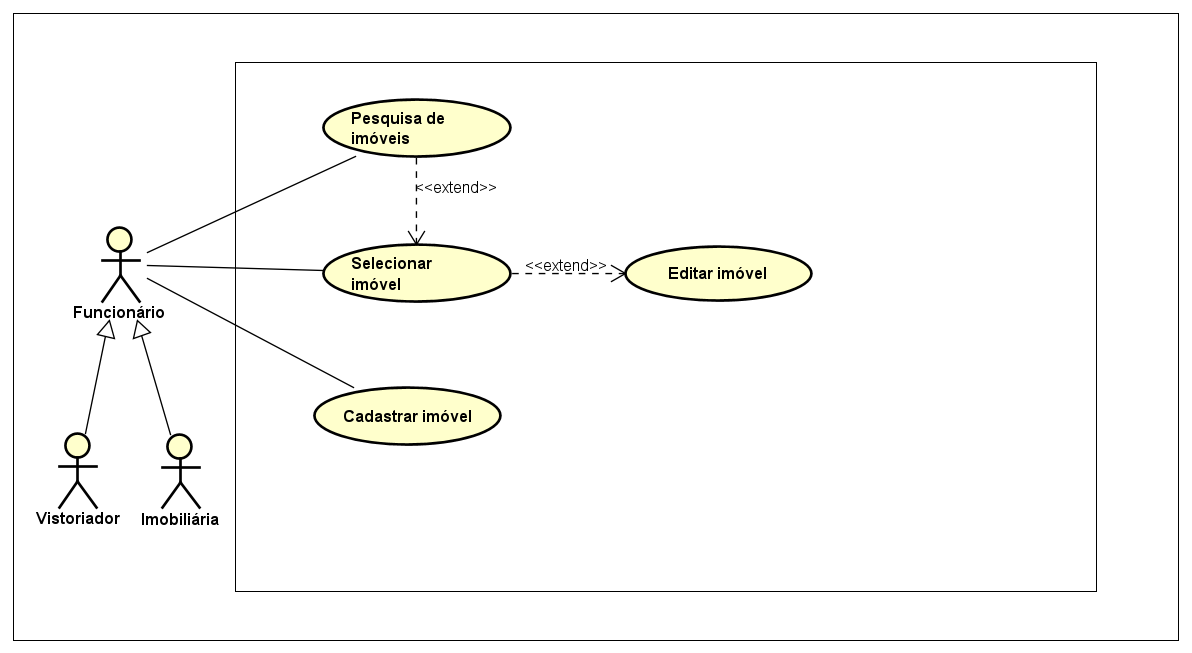 Pesquisa de
imóveis
<<extend>>
Funcionário
Selecionar
imóvel
<<extend>>
Editar imóvel
Cadastrar imóvel
Vistoriador
Imobiliária